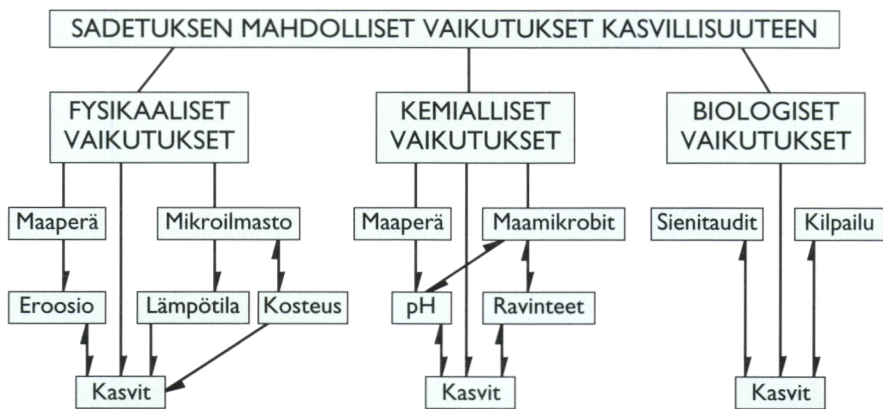 SADETUKSEN MAHDOLLISET VAIKUTUKSET KASVILLISUUTEEN
FYSIKAALISET
VAIKUTUKSET
KEMIALLISET
VAIKUTUKSET
BIOLOGISET
VAIKUTUKSET
Maaperä
Mikroilmasto
Maaperä
Maamikrobit
Sienitaudit
Kilpailu
Eroosio
Lämpötila
Kosteus
pH
Ravinteet
Kasvit
Kasvit
Kasvit